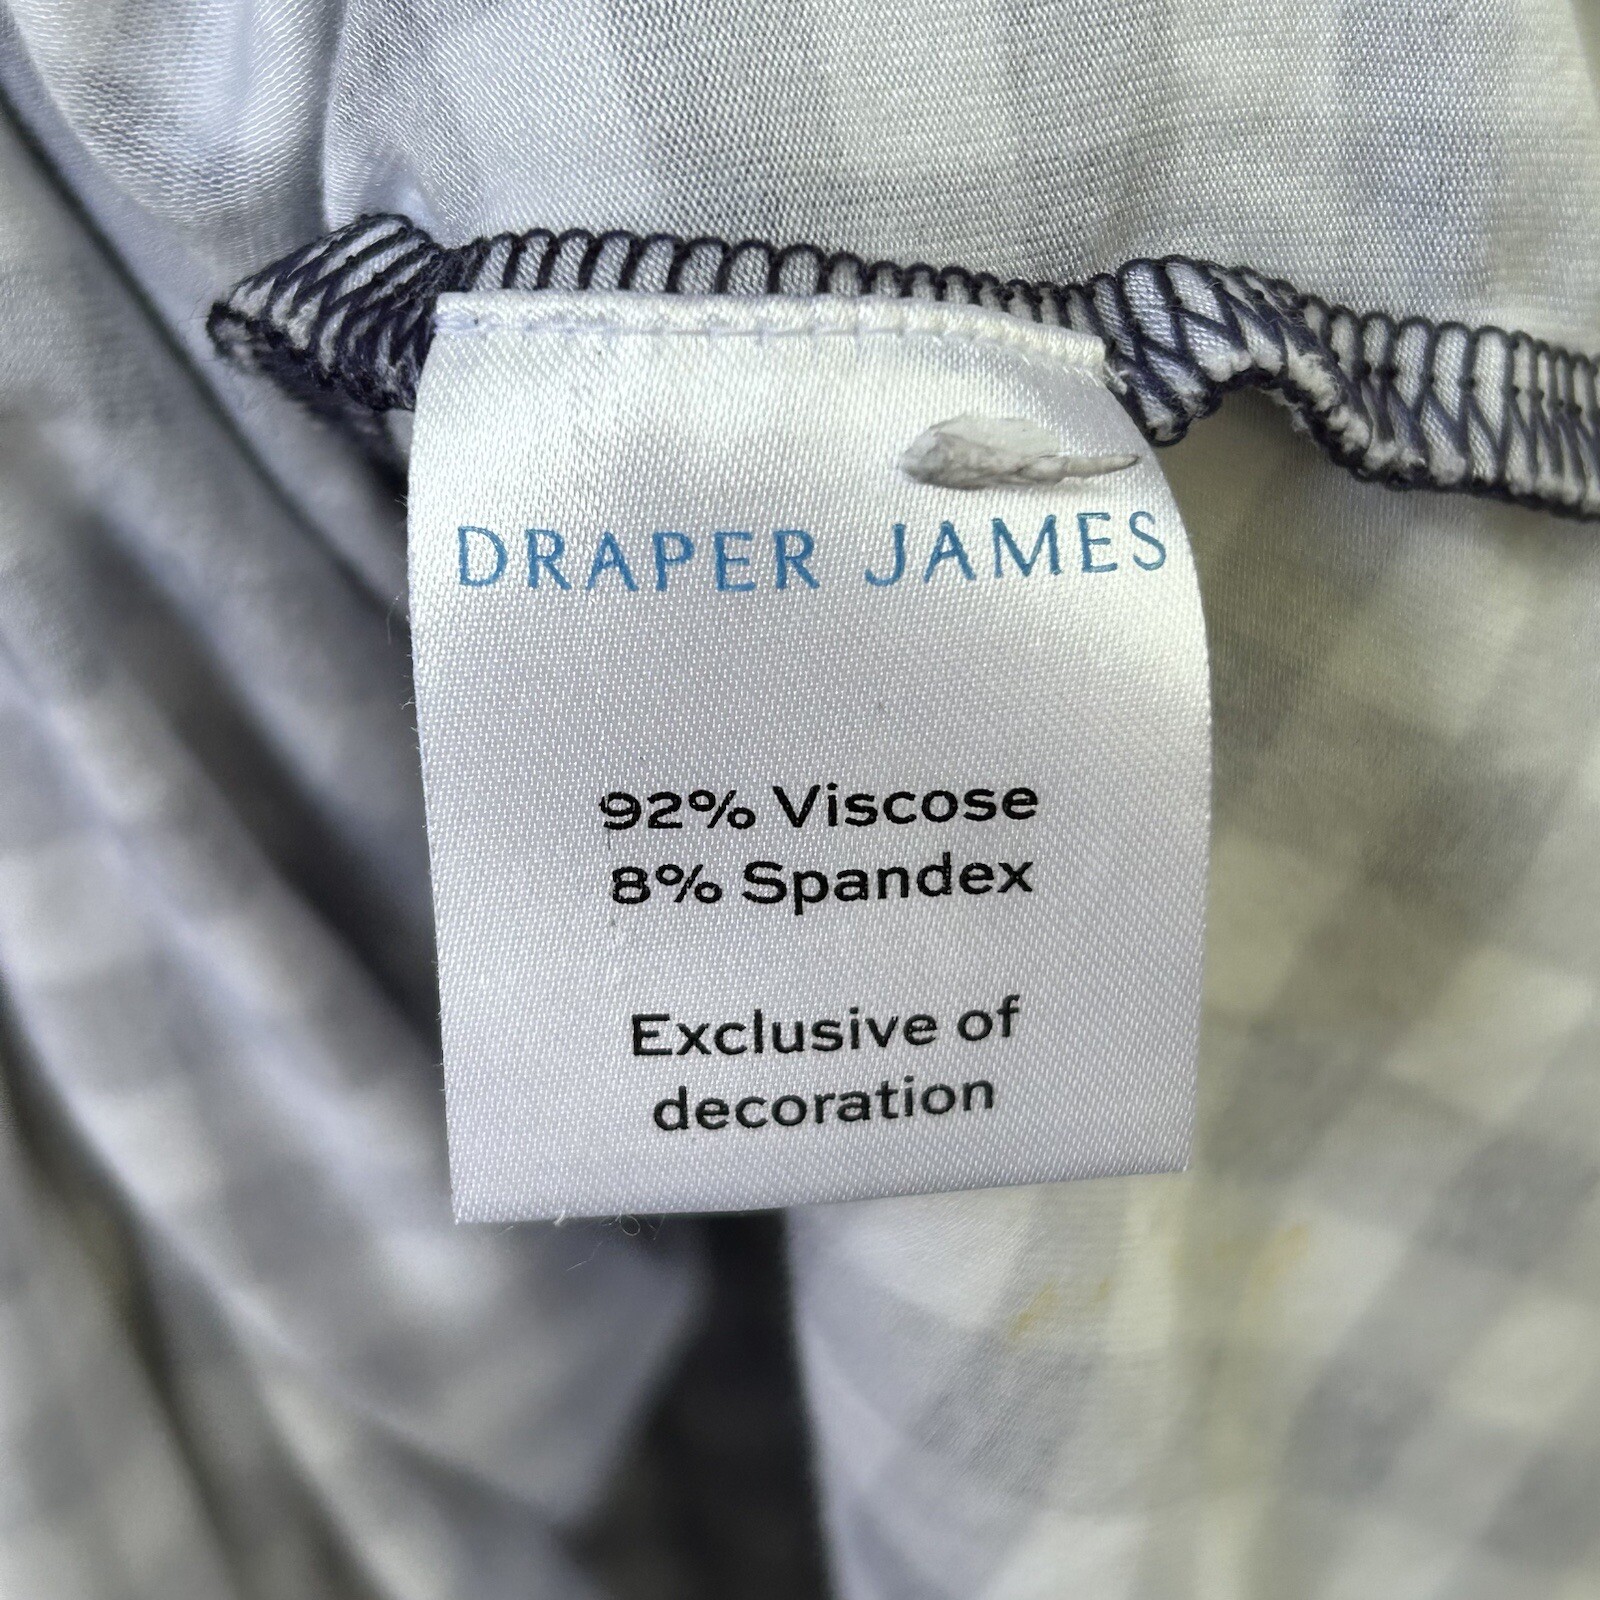 DRAPER JAMES
92% Viscose
8% Spandex
Exclusive of
decoration